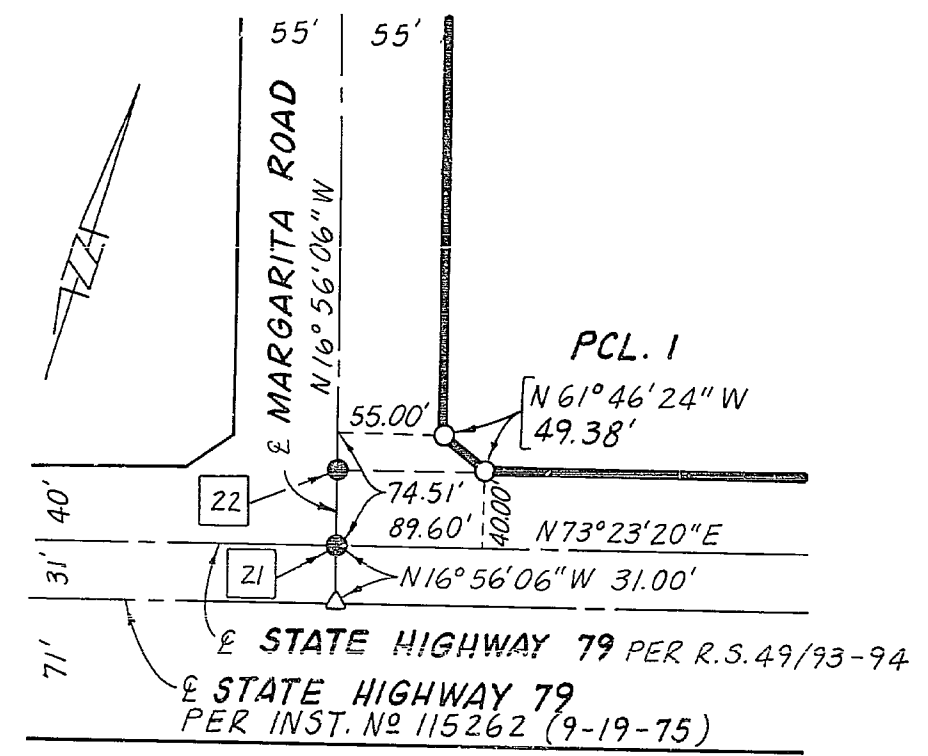 55' 55'
℄ MARGARITA ROAD
N16°56'06"W
PCL. 1
N 61°46'24" W
49.38'
55.00'
22
74.51'
89.60'
40.00'
N73°23'20"E
40'
31'
21
N16°56'06"W 31.00'
71'
℄ STATE HIGHWAY 79 PER R.S.49/93-94
℄ STATE HIGHWAY 79
PER INST. Nº 115262 (9-19-75)